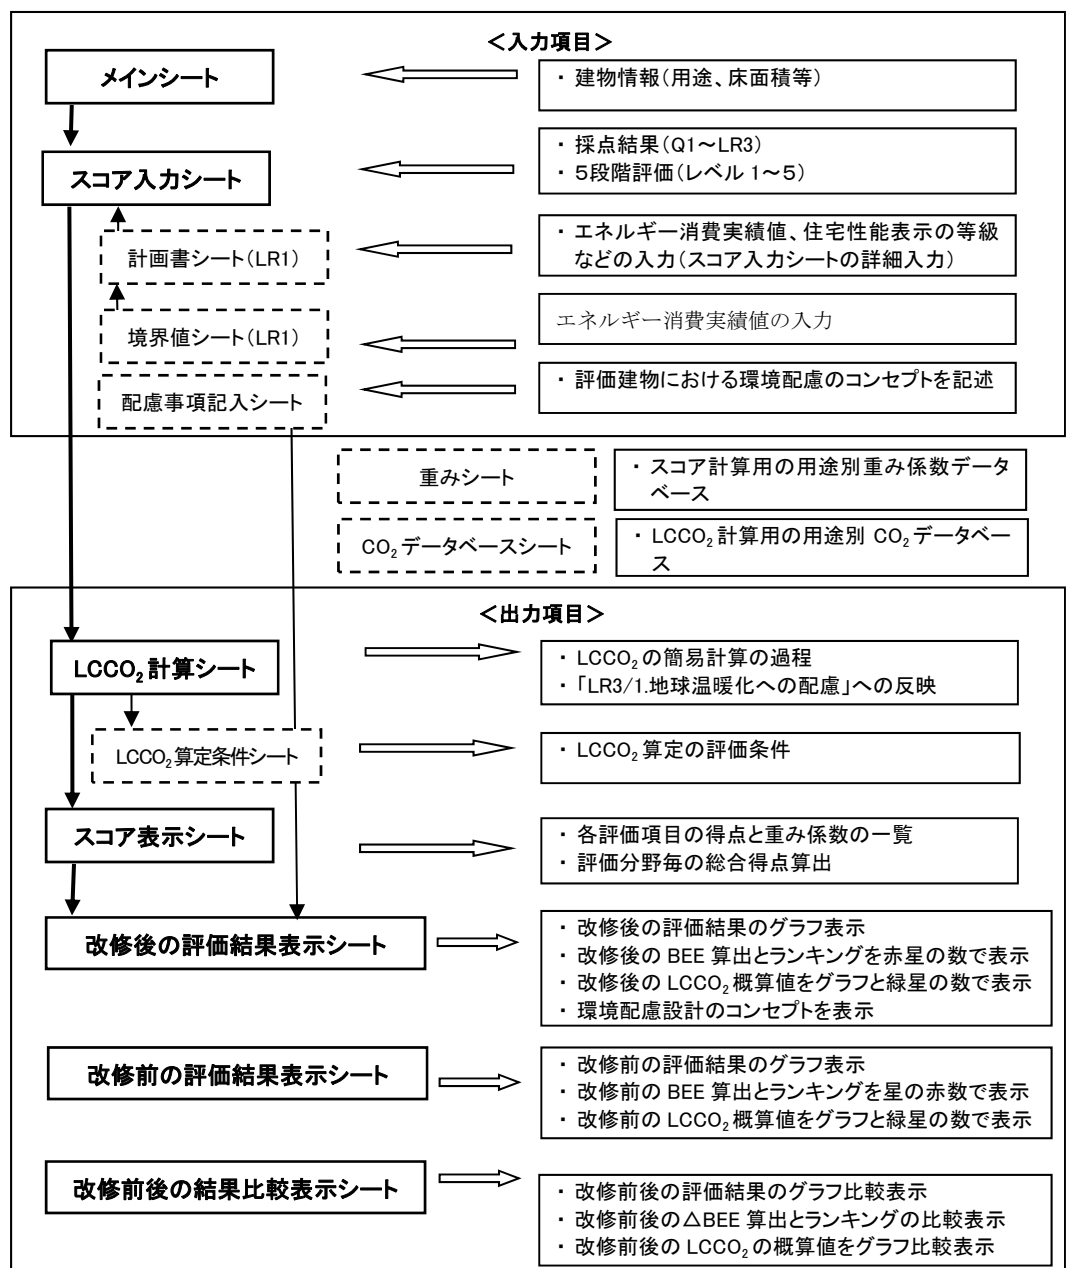 ＜入力項目＞
メインシート
・ 建物情報（用途、床面積等）
スコア入力シート
・ 採点結果（Q1～LR3）
・ ５段階評価（レベル 1～5）
計画書シート（LR1）
・ エネルギー消費実績値、住宅性能表示の等級
などの入力（スコア入力シートの詳細入力）
境界値シート（LR1）
エネルギー消費実績値の入力
配慮事項記入シート
・ 評価建物における環境配慮のコンセプトを記述
重みシート
・ スコア計算用の用途別重み係数データ
ベース
CO₂データベースシート
・ LCCO₂計算用の用途別 CO₂データベー
ス
＜出力項目＞
LCCO₂計算シート
・ LCCO₂の簡易計算の過程
・ 「LR3/1.地球温暖化への配慮」への反映
LCCO₂算定条件シート
・ LCCO₂算定の評価条件
スコア表示シート
・ 各評価項目の得点と重み係数の一覧
・ 評価分野毎の総合得点算出
改修後の評価結果表示シート
・ 改修後の評価結果のグラフ表示
・ 改修後の BEE 算出とランキングを赤星の数で表示
・ 改修後の LCCO₂概算値をグラフと緑星の数で表示
・ 環境配慮設計のコンセプトを表示
改修前の評価結果表示シート
・ 改修前の評価結果のグラフ表示
・ 改修前の BEE 算出とランキングを星の赤数で表示
・ 改修前の LCCO₂概算値をグラフと緑星の数で表示
改修前後の結果比較表示シート
・ 改修前後の評価結果のグラフ比較表示
・ 改修前後の△BEE 算出とランキングの比較表示
・ 改修前後の LCCO₂の概算値をグラフ比較表示